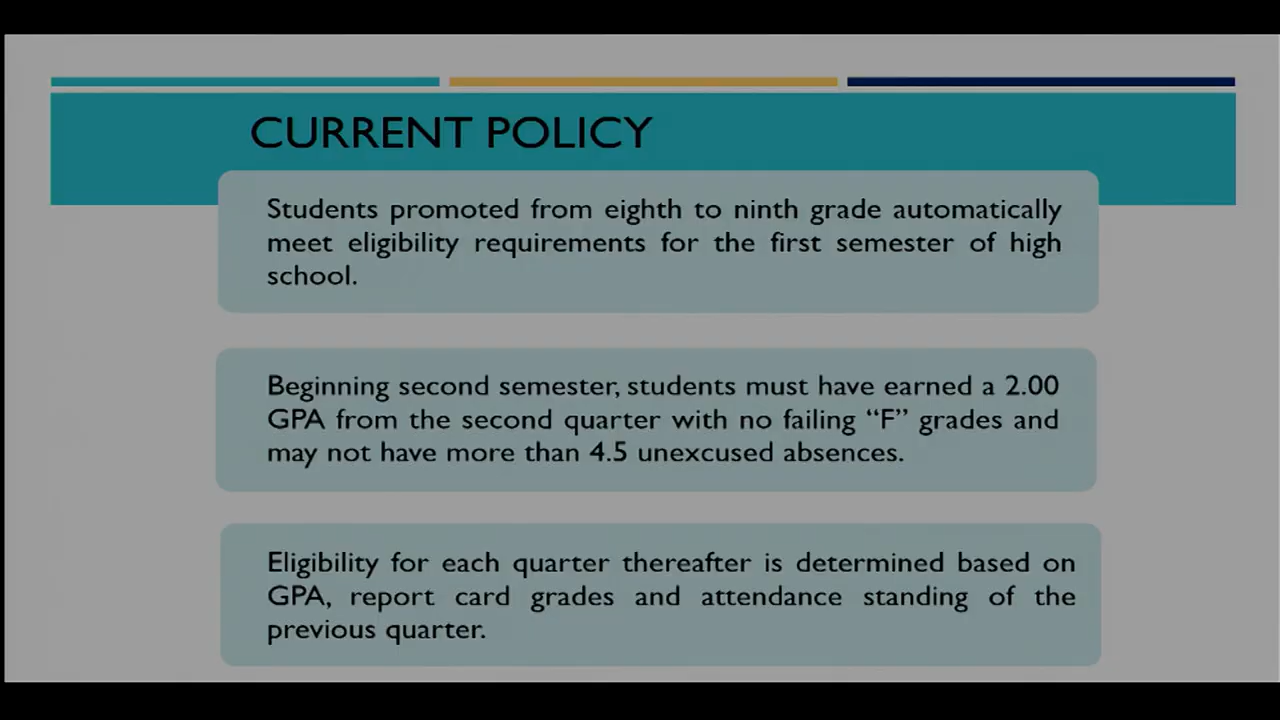 CURRENT POLICY
Students promoted from eighth to ninth grade automatically
meet eligibility requirements for the first semester of high
school.
Beginning second semester, students must have earned a 2.00
GPA from the second quarter with no failing “F” grades and
may not have more than 4.5 unexcused absences.
Eligibility for each quarter thereafter is determined based on
GPA, report card grades and attendance standing of the
previous quarter.